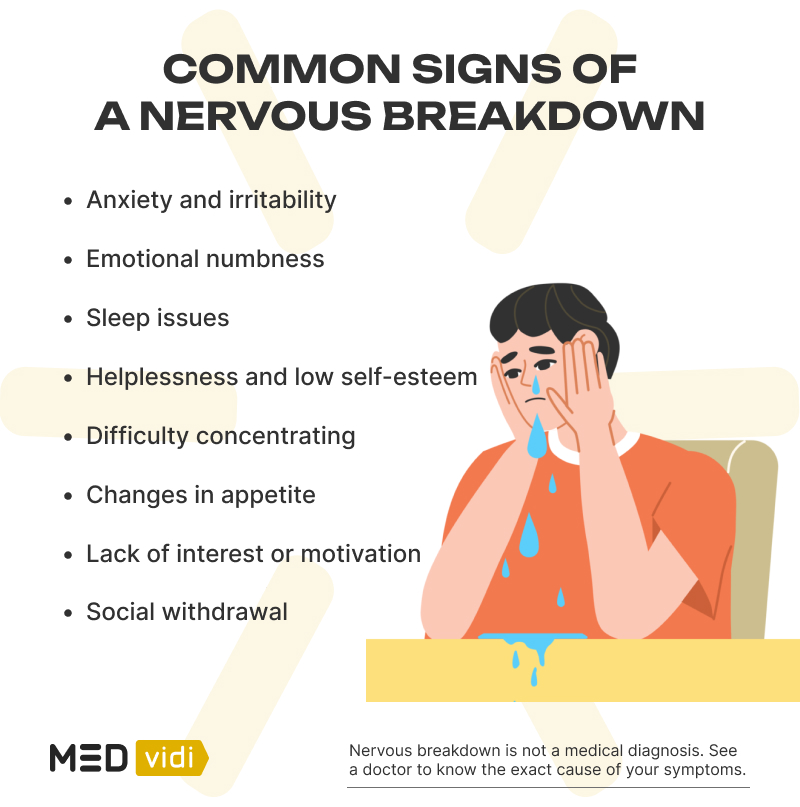 COMMON SIGNS OF
A NERVOUS BREAKDOWN
• Anxiety and irritability
• Emotional numbness
• Sleep issues
• Helplessness and low self-esteem
• Difficulty concentrating
• Changes in appetite
• Lack of interest or motivation
• Social withdrawal
MED vidi
Nervous breakdown is not a medical diagnosis. See
a doctor to know the exact cause of your symptoms.